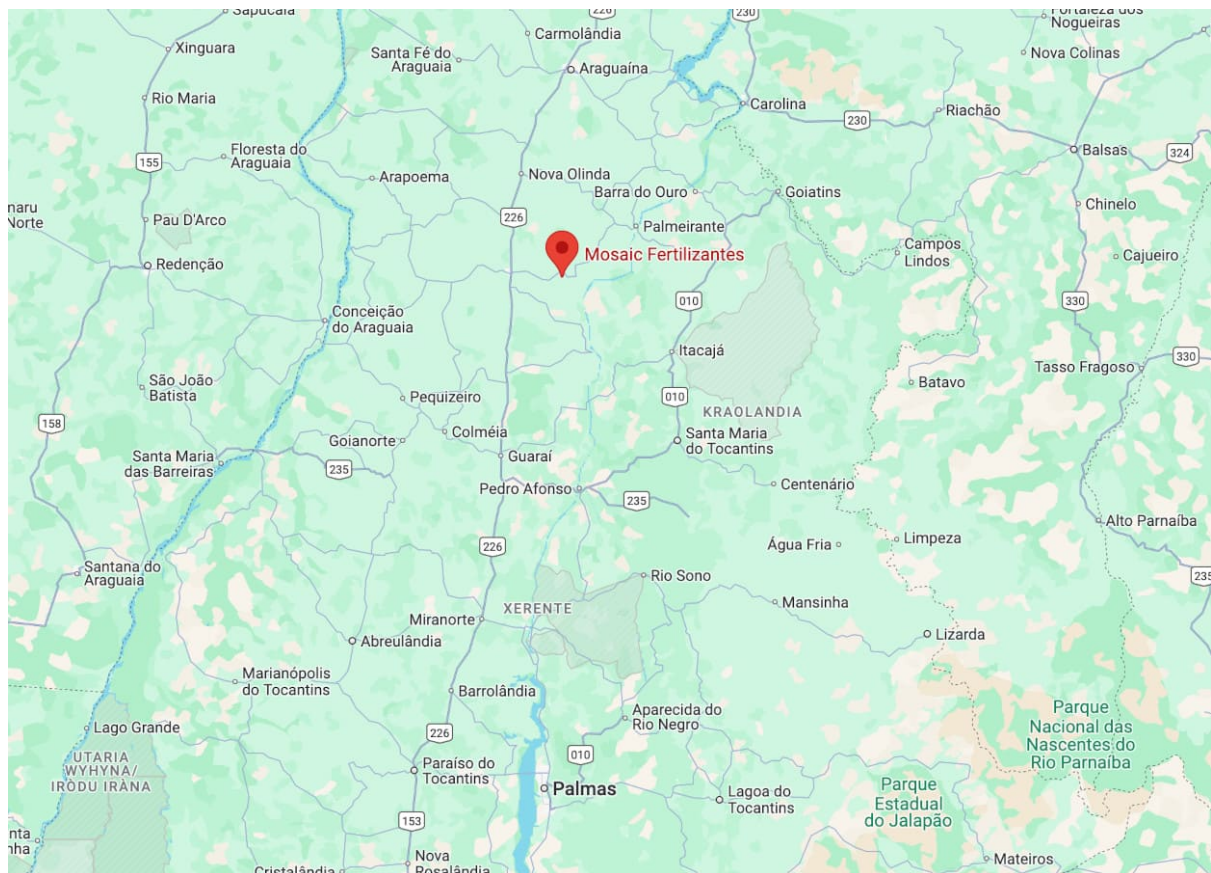 Sapucaia
226
230
Fortaleza dos
Nogueiras
Xinguara
Santa Fé do
Araguaia
Carmolândia
Araguaína
Nova Colinas
Rio Maria
Carolina
230
Riachão
155
Floresta do
Araguaia
Arapoema
Nova Olinda
Barra do Ouro
Goiatins
Balsas
324
Chinelo
Norte
Pau D'Arco
226
Palmeirante
Redenção
Mosaic Fertilizantes
Campos
Lindos
Cajueiro
Conceição
do Araguaia
010
330
Itacajá
330
Tasso Fragoso
São João
Batista
Pequizeiro
010
KRAOLANDIA
Batavo
158
Goianorte
Colméia
Santa Maria
do Tocantins
Santa Maria
das Barreiras
235
Guaraí
Pedro Afonso
235
Centenário
Alto Parnaíba
226
Água Fria
Limpeza
Santana do
Araguaia
Rio Sono
235
XERENTE
Mansinha
Miranorte
Abreulândia
Lizarda
Marianópolis
do Tocantins
Barrolândia
Aparecida do
Rio Negro
Parque
Nacional das
Nascentes do
Rio Parnaíba
Lago Grande
226
010
UTARIA
WYHYNA/
IRÒDU IRÀNA
Paraíso do
Tocantins
Palmas
Lagoa do
Tocantins
Parque
Estadual
do Jalapão
153
Nova
Rosalândia
Cristalândia
Mateiros